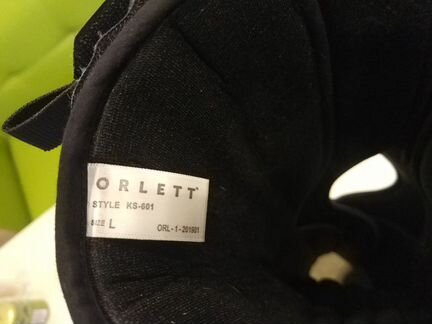 ORLETT
STYLE KS-601
SIZE L
ORL-1-201901